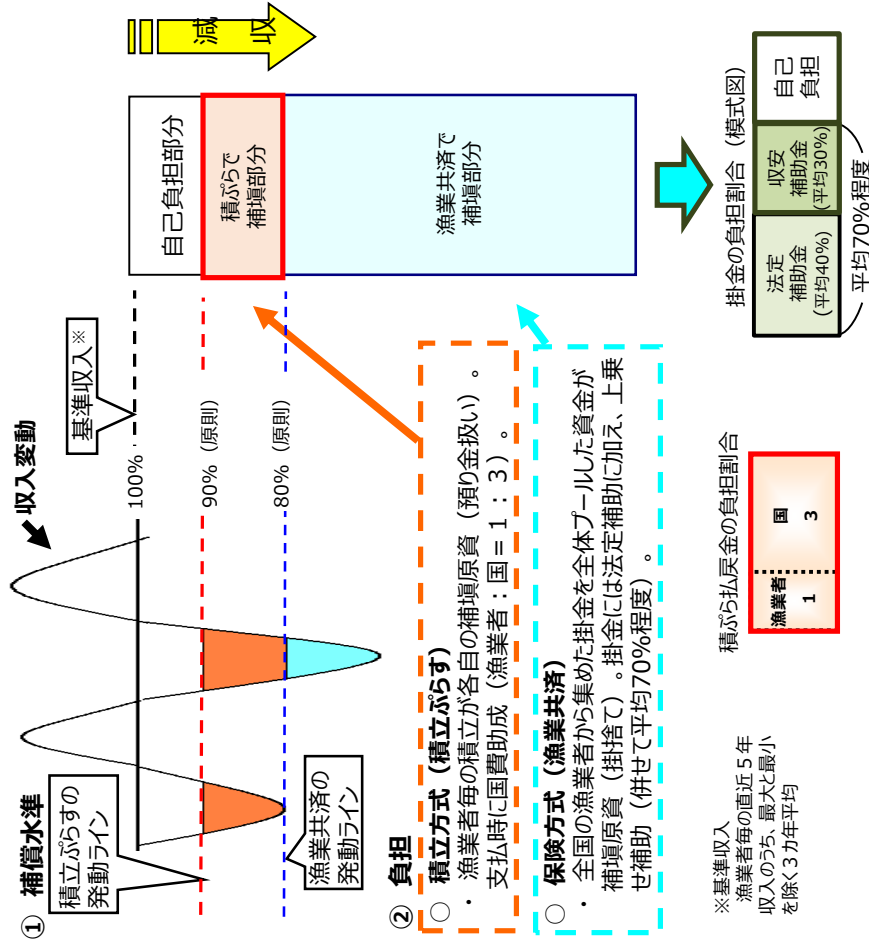 ① 補償水準
積立ぷらすの
発動ライン
漁業共済の
発動ライン
収入変動
100%
90%（原則）
80%（原則）
基準収入※
自己負担部分
積ぷらで
補塡部分
漁業共済で
補塡部分
減収
② 負担
○ 積立方式（積立ぷらす）
・ 漁業者毎の積立が各自の補塡原資（預り金扱い）。
支払時に国費助成（漁業者：国＝１：３）。
○ 保険方式（漁業共済）
・ 全国の漁業者から集めた掛金を全体プールした資金が
補塡原資（掛捨て）。掛金には法定補助に加え、上乗
せ補助（併せて平均70%程度）。
※基準収入
漁業者毎の直近５年
収入のうち、最大と最小
を除く３カ年平均
積ぷら払戻金の負担割合
漁業者
1
国
3
掛金の負担割合（模式図）
法定
補助金
(平均40%)
収安
補助金
(平均30%)
自己
負担
平均70%程度